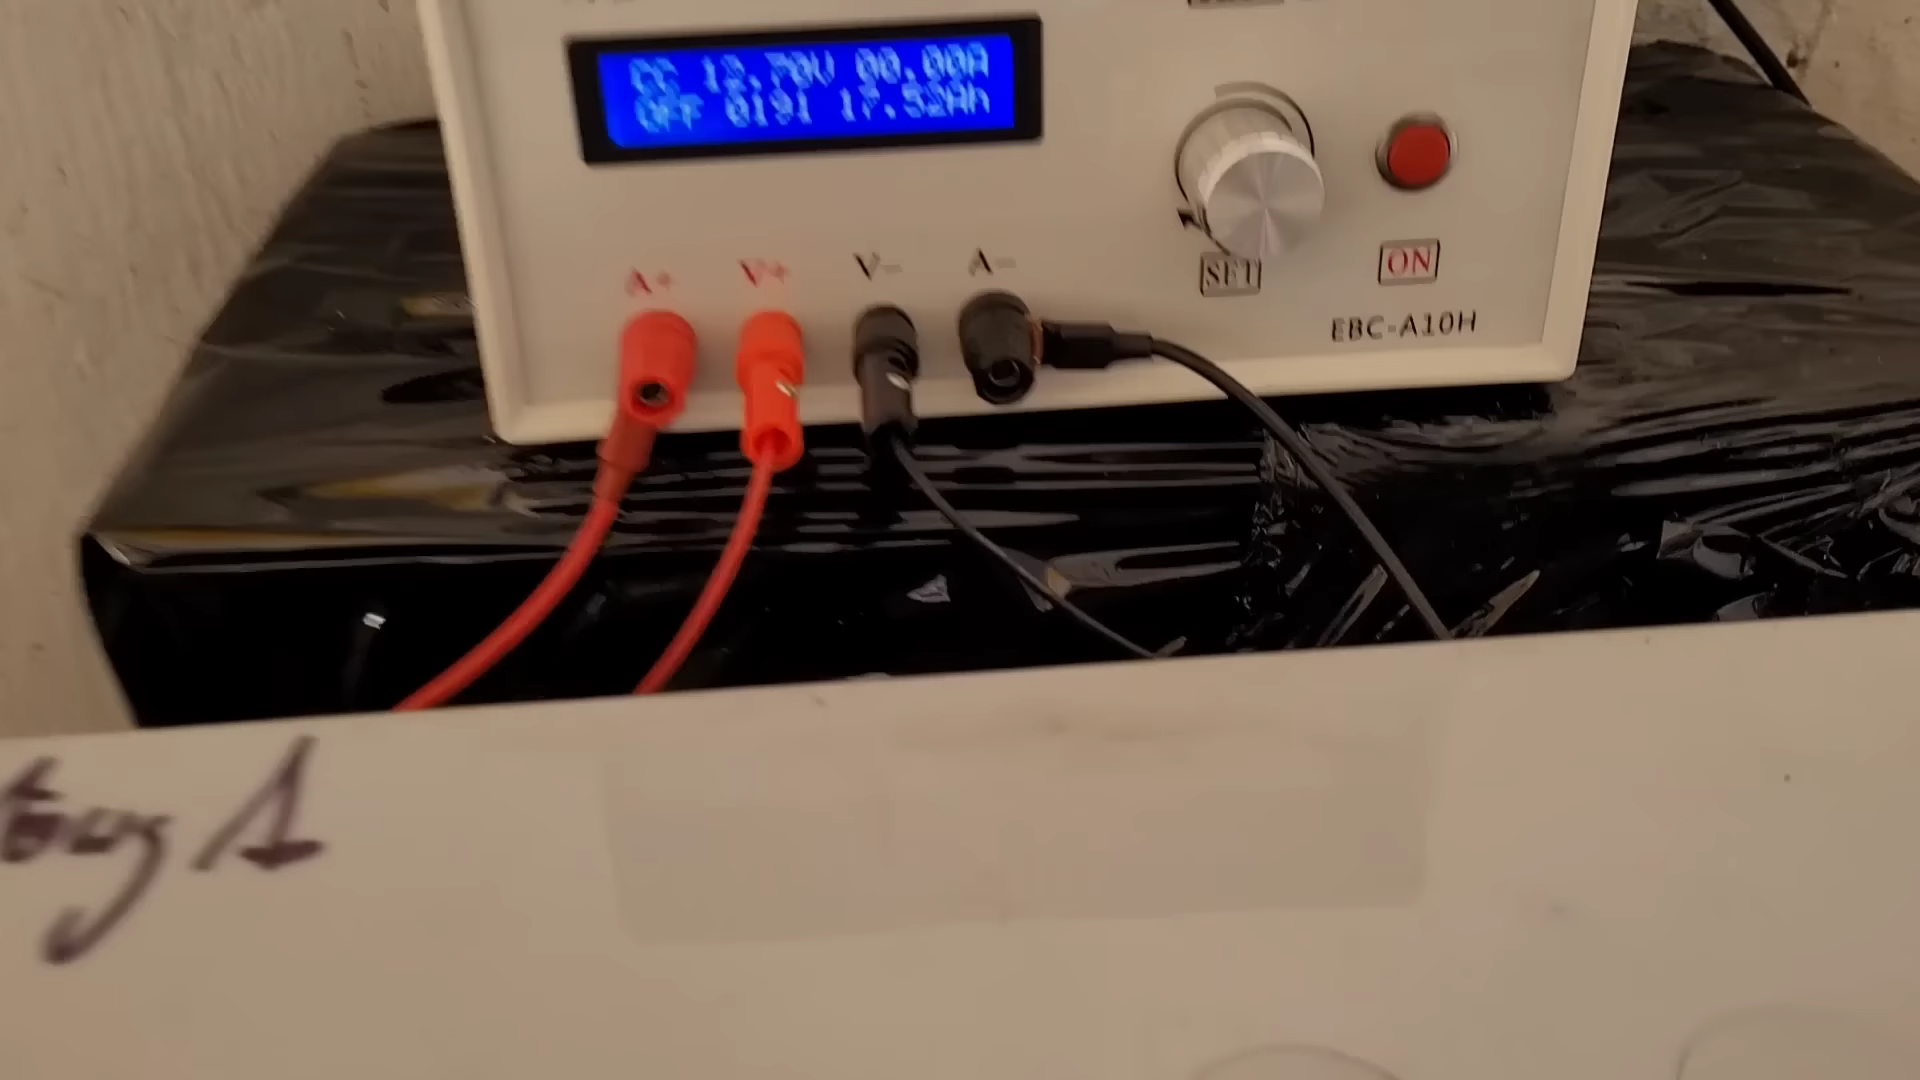 CC 12.70V 00.00A
OFF 0191 17.52Ah
A+ V+ V- A-
SET
ON
EBC-A10H